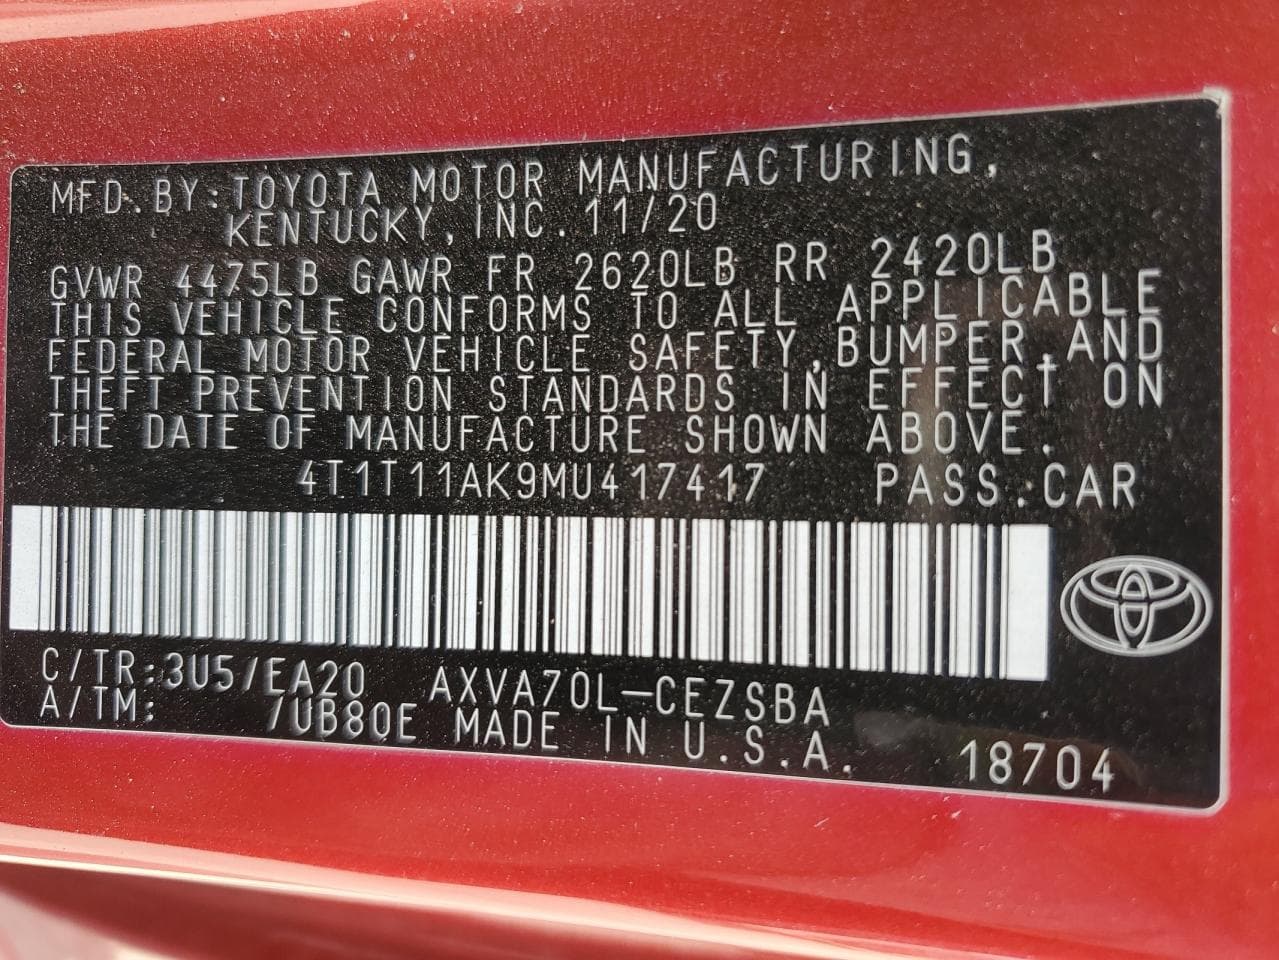 MFD.BY:TOYOTA MOTOR MANUFACTURING,
KENTUCKY, INC. 11/20
GVWR 4475LB GAWR FR 2620LB RR 2420LB
THIS VEHICLE CONFORMS TO ALL APPLICABLE
FEDERAL MOTOR VEHICLE SAFETY,BUMPER,AND
THEFT PREVENTION STANDARDS IN EFFECT ON
THE DATE OF MANUFACTURE SHOWN ABOVE.
4T1T11AK9MU417417 PASS.CAR
C/TR:3U5/EA20 AXVA70L-CEZSBA
A/TM: /UB80E MADE IN U.S.A. 18704